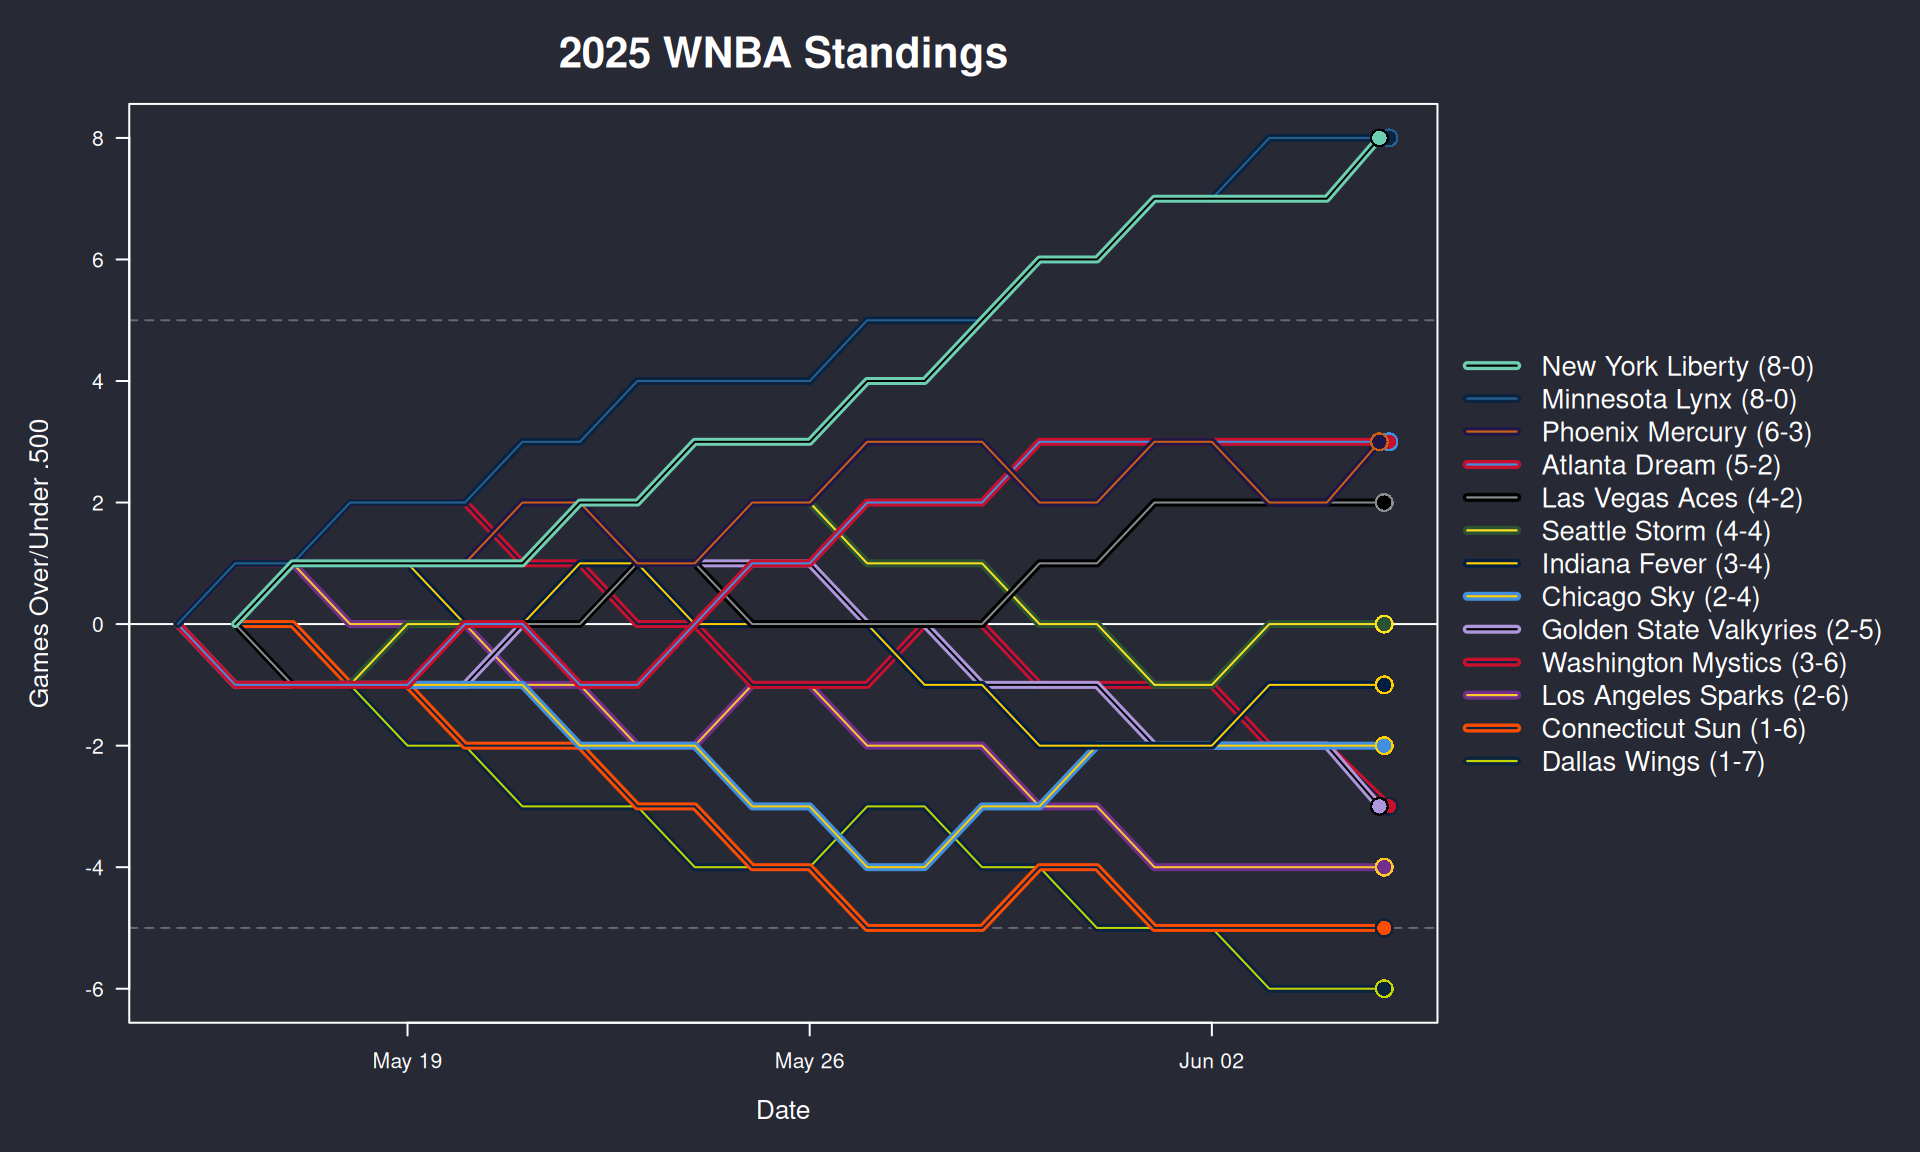 2025 WNBA Standings
Games Over/Under .500
8
6
4
2
0
-2
-4
-6
May 19
May 26
Jun 02
Date
New York Liberty (8-0)
Minnesota Lynx (8-0)
Phoenix Mercury (6-3)
Atlanta Dream (5-2)
Las Vegas Aces (4-2)
Seattle Storm (4-4)
Indiana Fever (3-4)
Chicago Sky (2-4)
Golden State Valkyries (2-5)
Washington Mystics (3-6)
Los Angeles Sparks (2-6)
Connecticut Sun (1-6)
Dallas Wings (1-7)